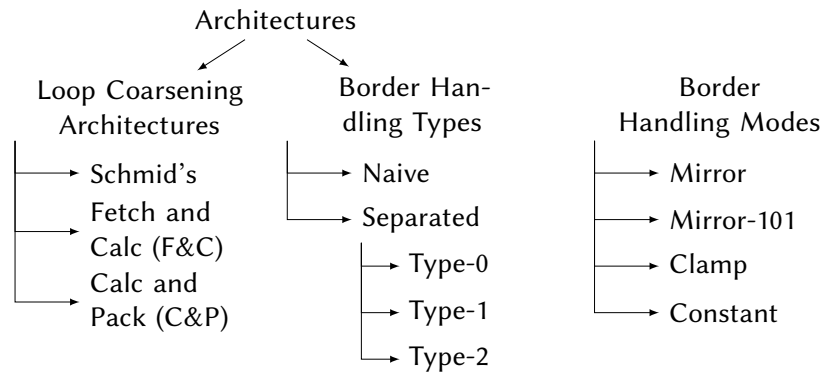 Architectures
Loop Coarsening
Architectures
Schmid's
Fetch and
Calc (F&C)
Calc and
Pack (C&P)
Border Han-
dling Types
Naive
Separated
Type-0
Type-1
Type-2
Border
Handling Modes
Mirror
Mirror-101
Clamp
Constant